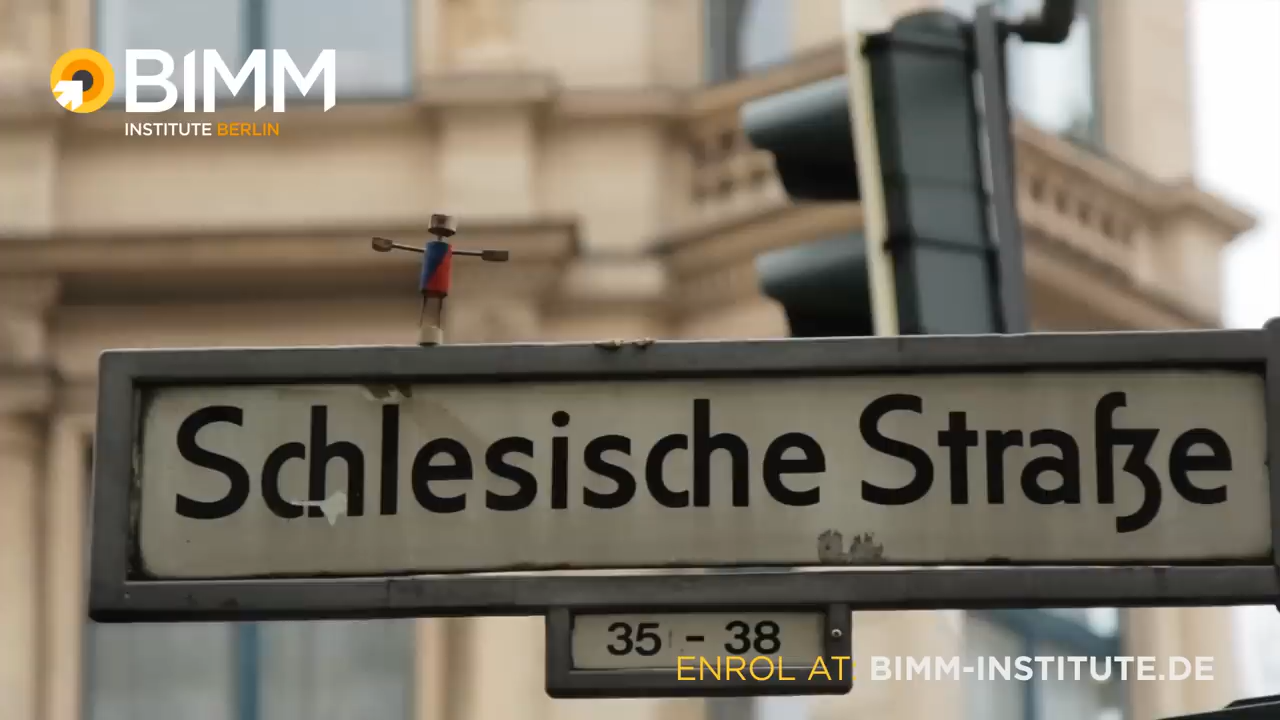 BIMM
INSTITUTE BERLIN
Schlesische Straße
35 - 38
ENROL AT: BIMM-INSTITUTE.DE